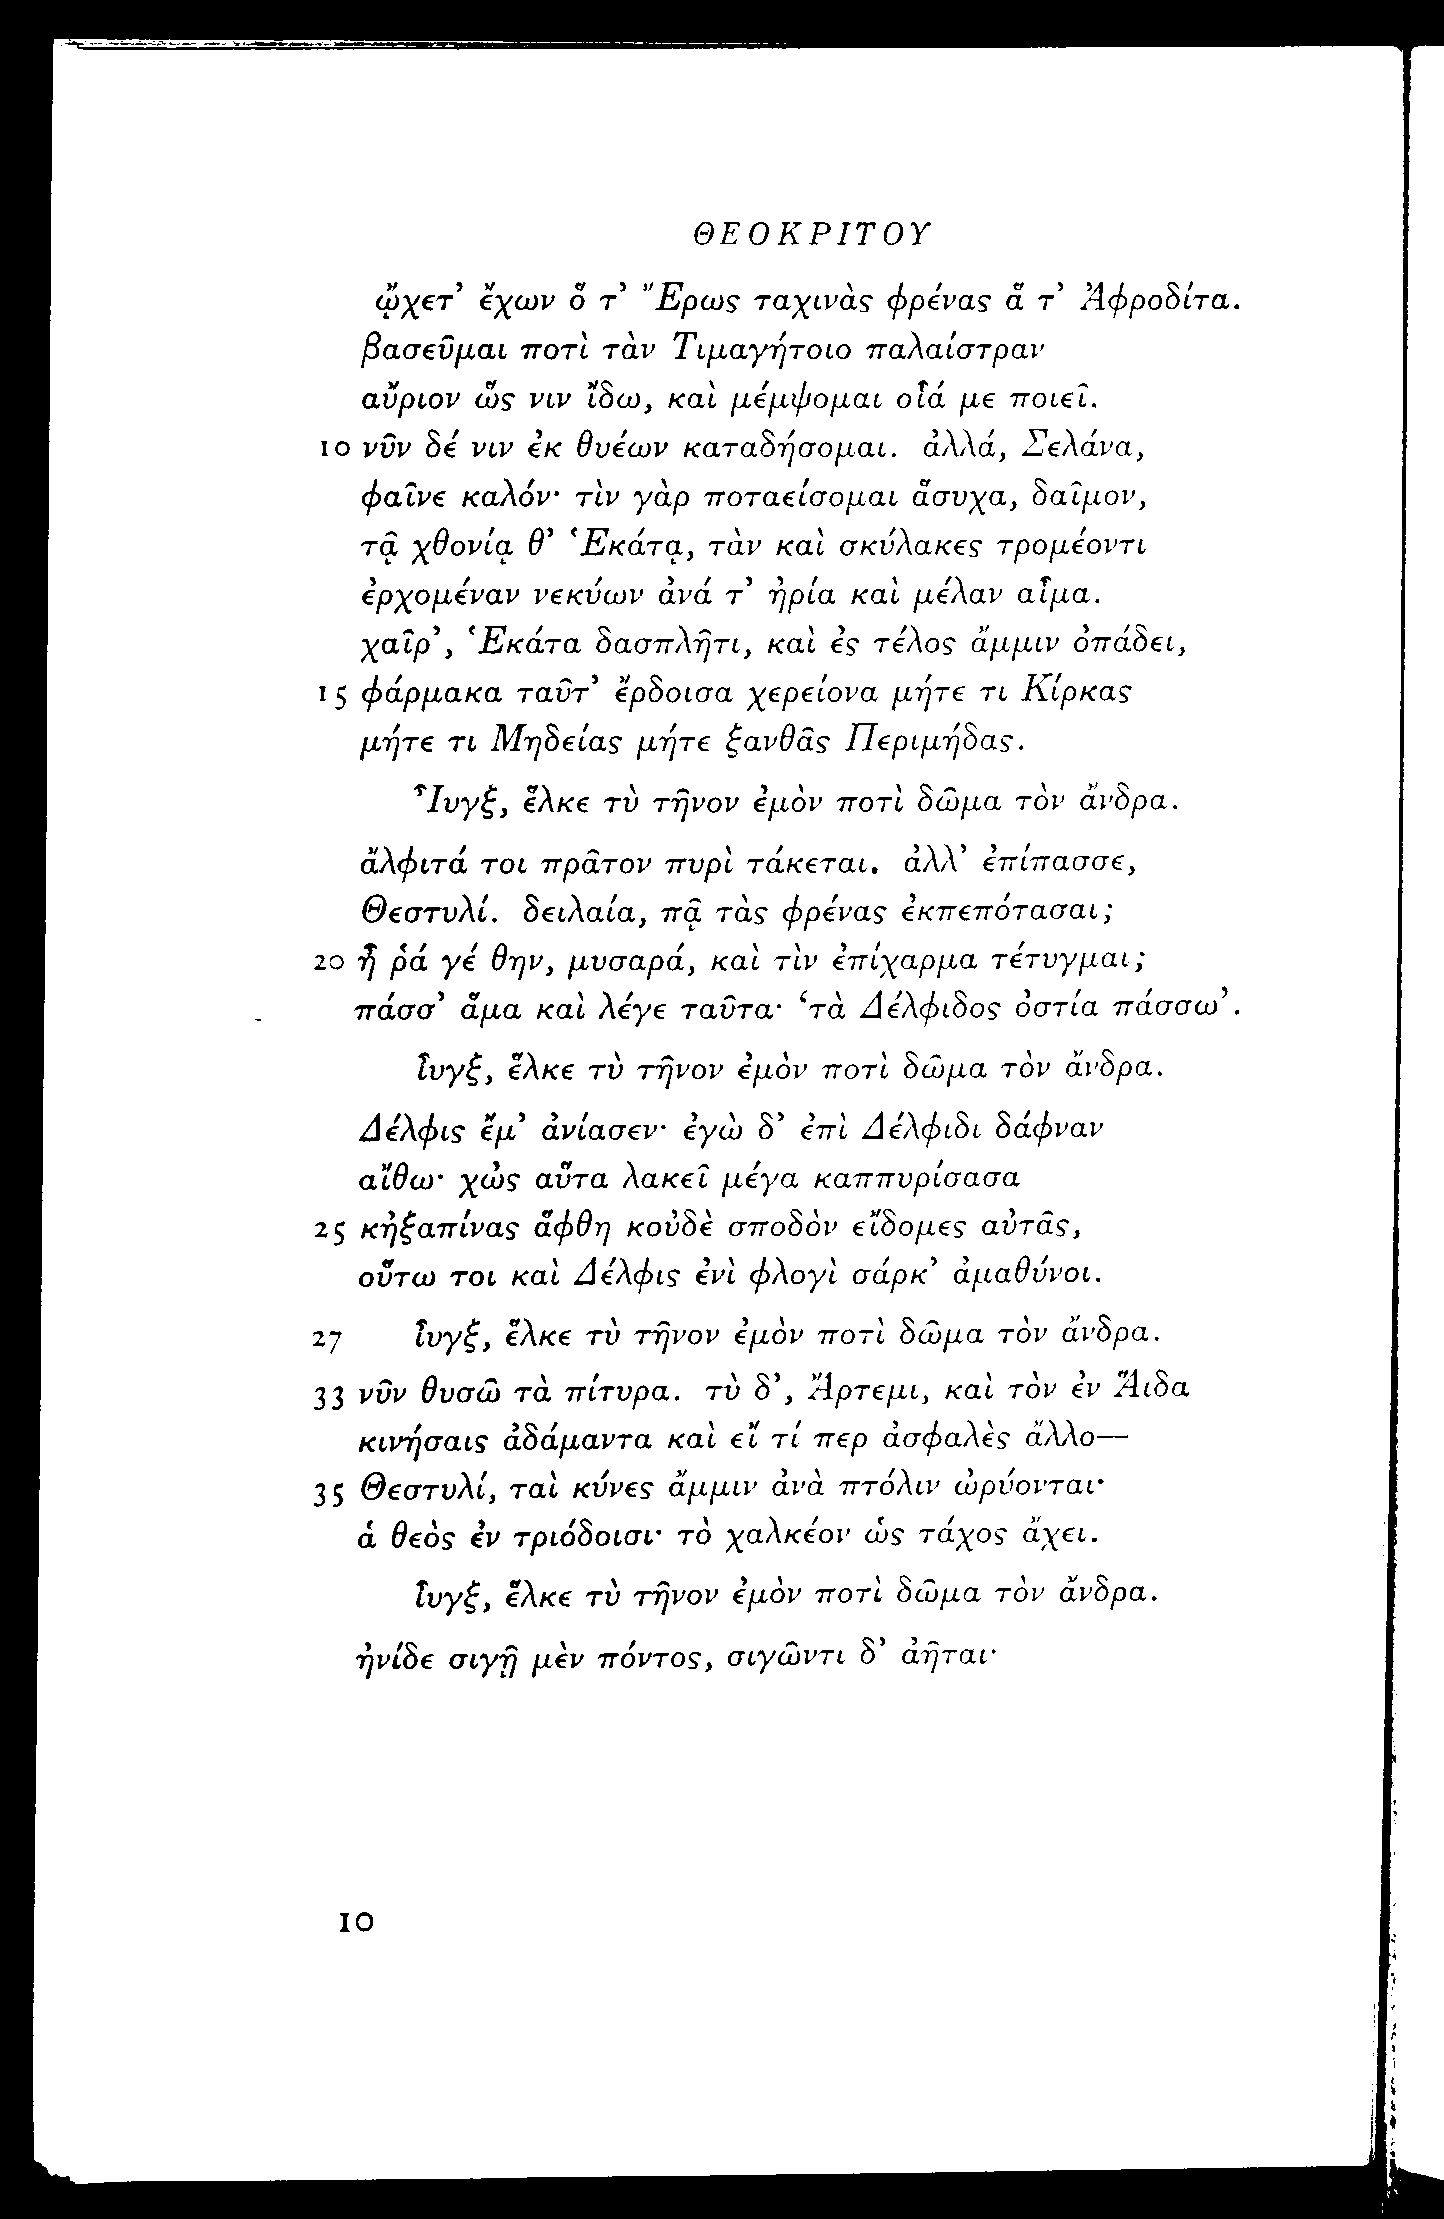 ΘΕΟΚΡΙΤΟΥ
ᾤχετ’ ἔχων ὅ τ’ Ἔρως ταχινὰς φρένας ἅ τ’ Ἀφροδίτα.
βασεῦμαι ποτὶ τὰν Τιμαγήτοιο παλαίστραν
αὔριον ὥς νιν ἴδω, καὶ μέμψομαι οἷά με ποιεῖ.
10 νῦν δέ νιν ἐκ θυέων καταδήσομαι. ἀλλά, Σελάνα,
φαῖνε καλόν· τὶν γὰρ ποταείσομαι ἅσυχα, δαῖμον,
τᾷ χθονίᾳ θ’ Ἑκάτᾳ, τὰν καὶ σκύλακες τρομέοντι
ἐρχομέναν νεκύων ἀνά τ’ ἠρία καὶ μέλαν αἷμα.
χαῖρ’, Ἑκάτα δασπλῆτι, καὶ ἐς τέλος ἄμμιν ὀπάδει,
15 φάρμακα ταῦτ’ ἔρδοισα χερείονα μήτε τι Κίρκας
μήτε τι Μηδείας μήτε ξανθᾶς Περιμήδας.
Ἶυγξ, ἕλκε τὺ τῆνον ἐμὸν ποτὶ δῶμα τὸν ἄνδρα.
ἄλφιτά τοι πρᾶτον πυρὶ τάκεται. ἀλλ’ ἐπίπασσε,
Θεστυλί. δειλαία, πᾷ τὰς φρένας ἐκπεπότασαι;
20 ἦ ῥά γέ θην, μυσαρά, καὶ τὶν ἐπίχαρμα τέτυγμαι;
πάσσ’ ἅμα καὶ λέγε ταῦτα· ‘τὰ Δέλφιδος ὀστία πάσσω’.
ἶυγξ, ἕλκε τὺ τῆνον ἐμὸν ποτὶ δῶμα τὸν ἄνδρα.
Δέλφις ἔμ’ ἀνίασεν· ἐγὼ δ’ ἐπὶ Δέλφιδι δάφναν
αἴθω· χὠς αὕτα λακεῖ μέγα καππυρίσασα
25 κἠξαπίνας ἅφθη κοὐδὲ σποδὸν εἴδομες αὐτᾶς,
οὕτω τοι καὶ Δέλφις ἐνὶ φλογὶ σάρκ’ ἀμαθύνοι.
27 ἶυγξ, ἕλκε τὺ τῆνον ἐμὸν ποτὶ δῶμα τὸν ἄνδρα.
33 νῦν θυσῶ τὰ πίτυρα. τὺ δ’, Ἄρτεμι, καὶ τὸν ἐν Ἅιδα
κινήσαις ἀδάμαντα καὶ εἴ τί περ ἀσφαλὲς ἄλλο—
35 Θεστυλί, ταὶ κύνες ἄμμιν ἀνὰ πτόλιν ὠρύονται·
ἁ θεὸς ἐν τριόδοισι· τὸ χαλκέον ὡς τάχος ἄχει.
ἶυγξ, ἕλκε τὺ τῆνον ἐμὸν ποτὶ δῶμα τὸν ἄνδρα.
ἠνίδε σιγῇ μὲν πόντος, σιγῶντι δ’ ἀῆται·
10